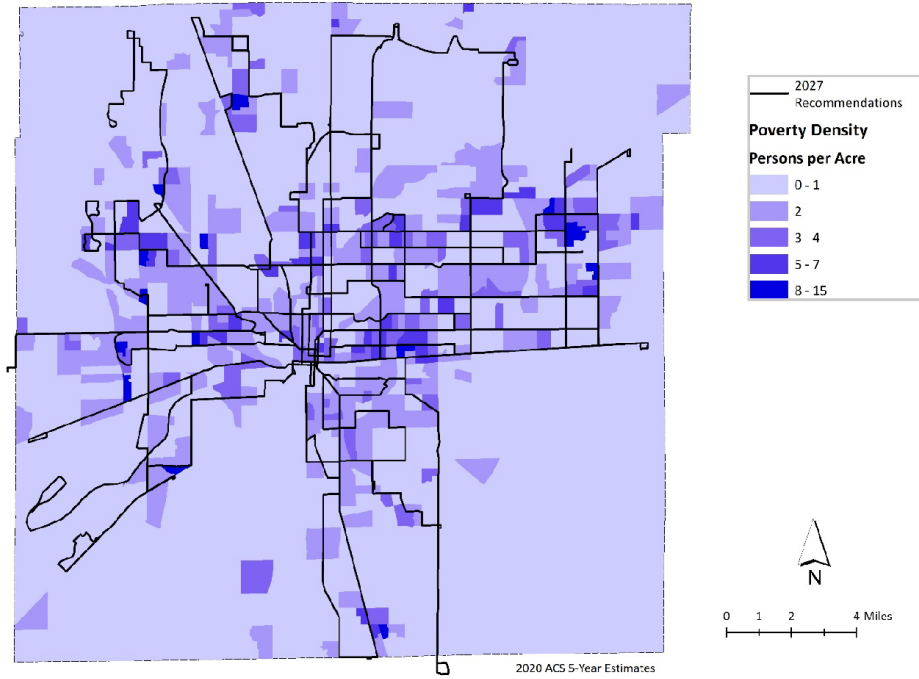 2027
Recommendations
Poverty Density
Persons per Acre
0 - 1
2
3 - 4
5 - 7
8 - 15
N
0 1 2 4 Miles
2020 ACS 5-Year Estimates